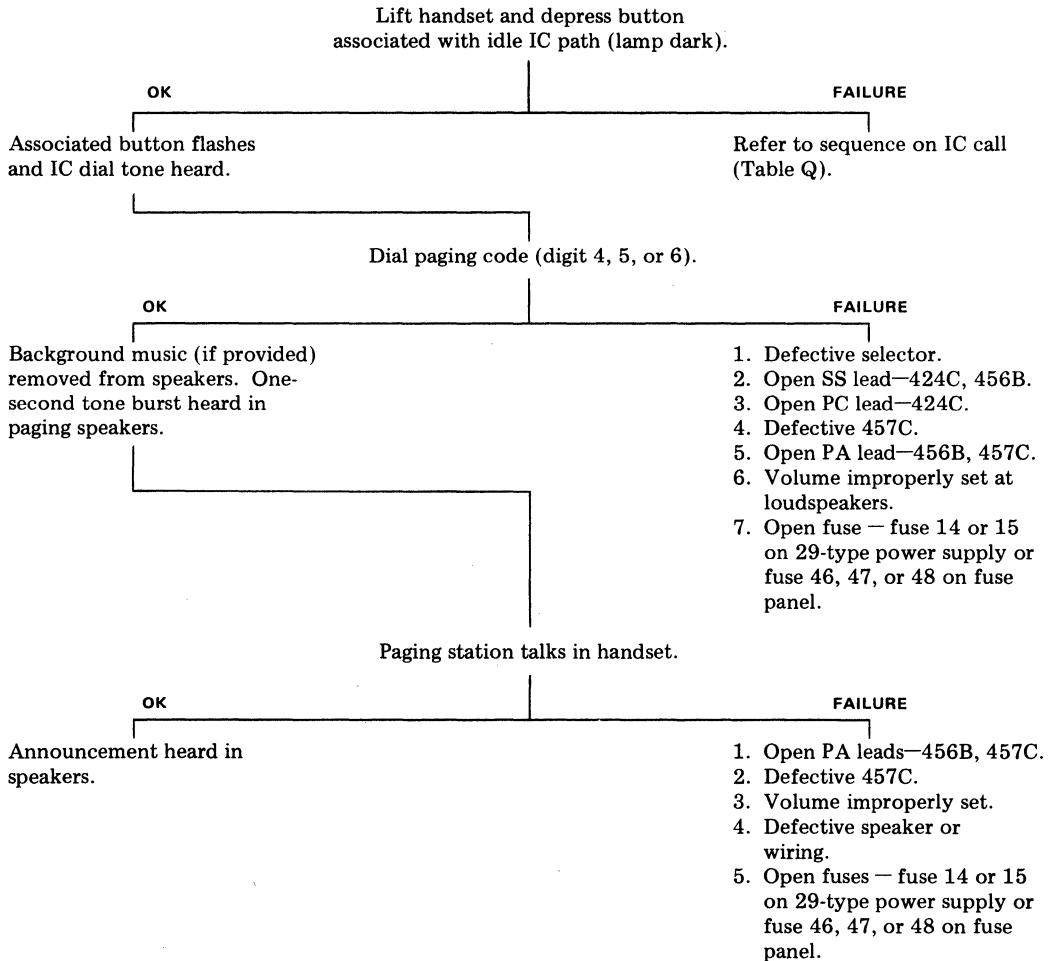 Lift handset and depress button
associated with idle IC path (lamp dark).
OK
FAILURE
Associated button flashes
and IC dial tone heard.
Refer to sequence on IC call
(Table Q).
Dial paging code (digit 4, 5, or 6).
OK
FAILURE
Background music (if provided)
removed from speakers. One-
second tone burst heard in
paging speakers.
1. Defective selector.
2. Open SS lead—424C, 456B.
3. Open PC lead—424C.
4. Defective 457C.
5. Open PA lead—456B, 457C.
6. Volume improperly set at
loudspeakers.
7. Open fuse — fuse 14 or 15
on 29-type power supply or
fuse 46, 47, or 48 on fuse
panel.
Paging station talks in handset.
OK
FAILURE
Announcement heard in
speakers.
1. Open PA leads—456B, 457C.
2. Defective 457C.
3. Volume improperly set.
4. Defective speaker or
wiring.
5. Open fuses — fuse 14 or 15
on 29-type power supply or
fuse 46, 47, or 48 on fuse
panel.